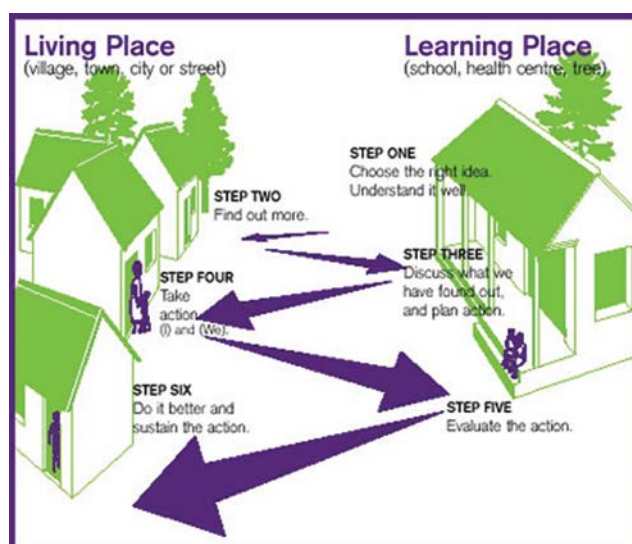 Living Place
(village, town, city or street)
Learning Place
(school, health centre, tree)
STEP ONE
Choose the right idea.
Understand it well
STEP TWO
Find out more.
STEP THREE
Discuss what we
have found out,
and plan action.
STEP FOUR
Take
action
(I) and (We).
STEP FIVE
Evaluate the action.
STEP SIX
Do it better and
sustain the action.